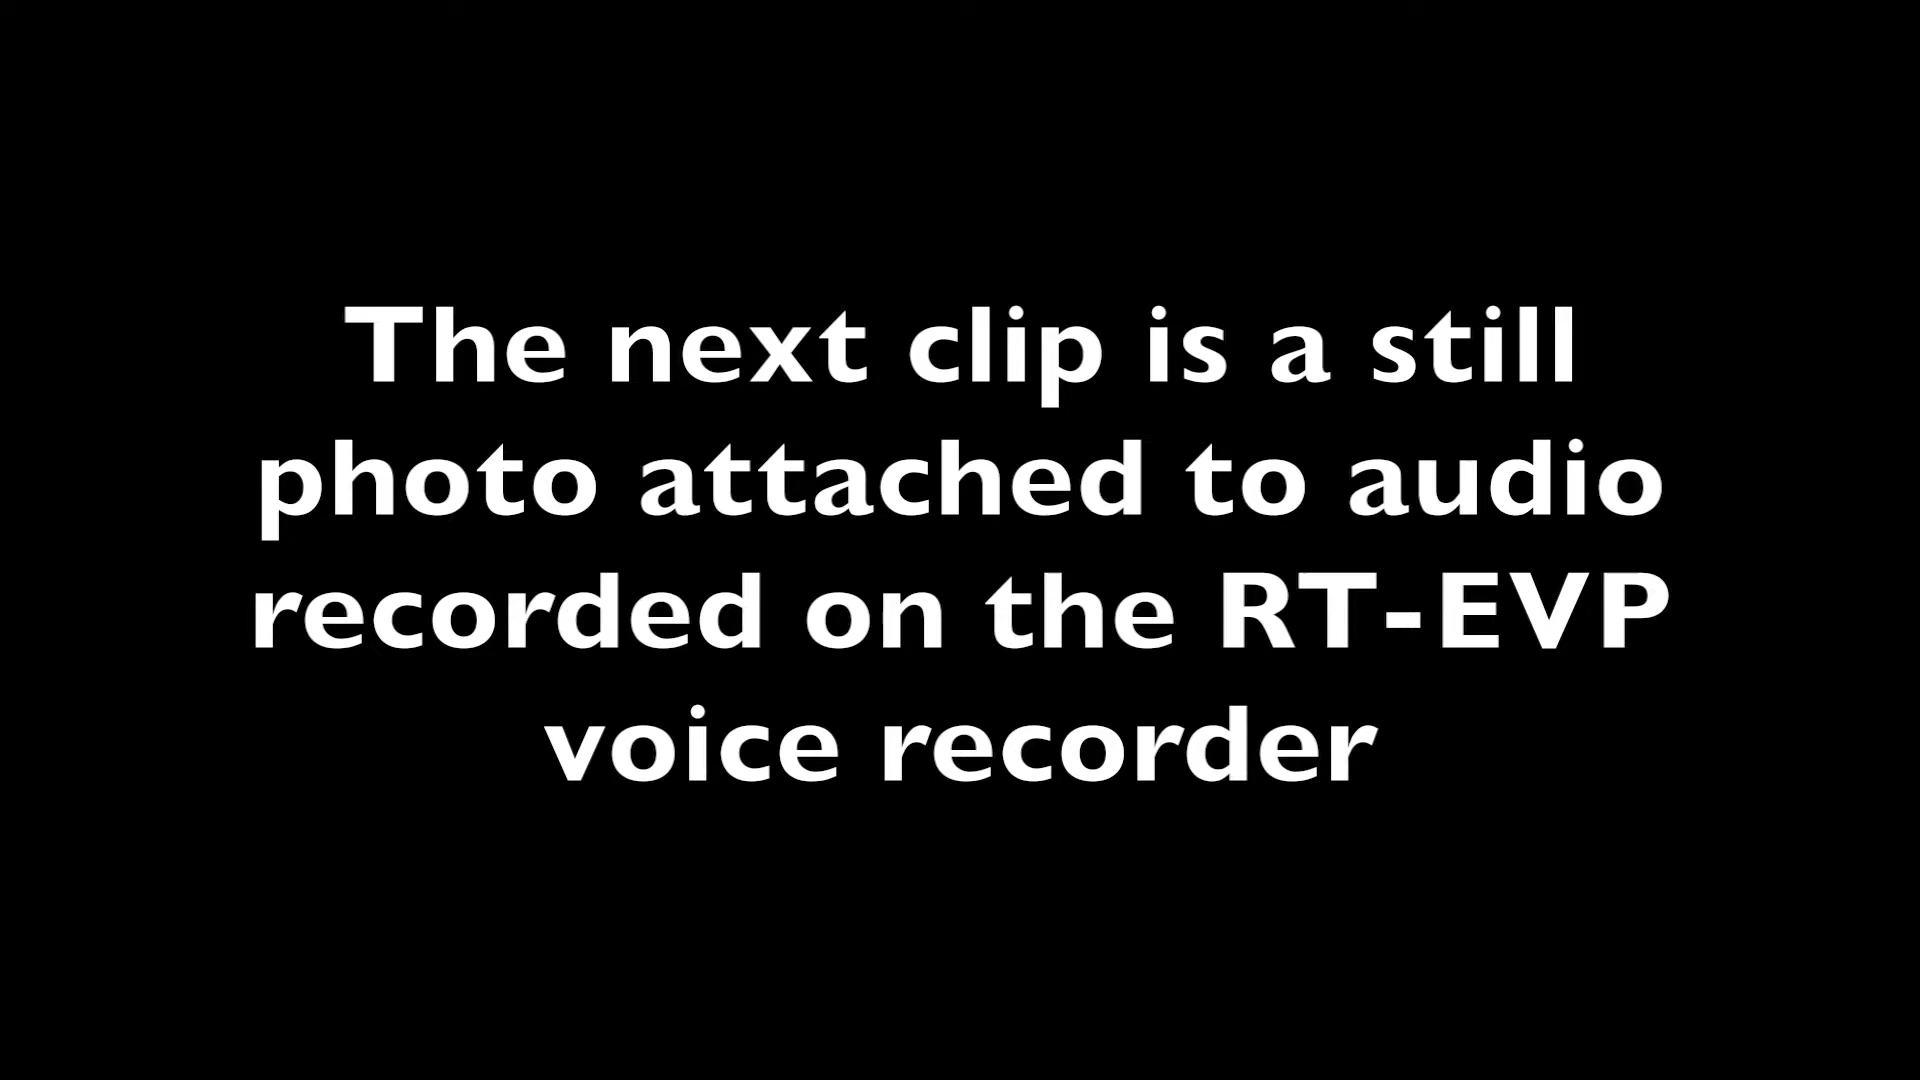 The next clip is a still
photo attached to audio
recorded on the RT-EVP
voice recorder